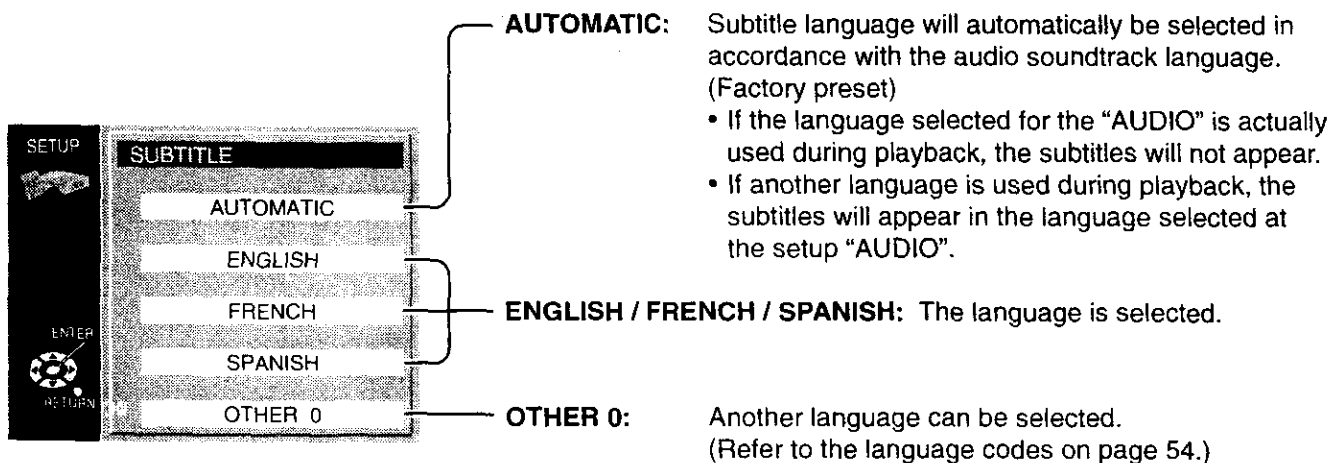 AUTOMATIC: Subtitle language will automatically be selected in
accordance with the audio soundtrack language.
(Factory preset)
• If the language selected for the “AUDIO” is actually
used during playback, the subtitles will not appear.
• If another language is used during playback, the
subtitles will appear in the language selected at
the setup “AUDIO”.
SETUP
SUBTITLE
AUTOMATIC
ENGLISH
FRENCH
SPANISH
OTHER 0
ENTER
RETURN
ENGLISH / FRENCH / SPANISH: The language is selected.
OTHER 0: Another language can be selected.
(Refer to the language codes on page 54.)